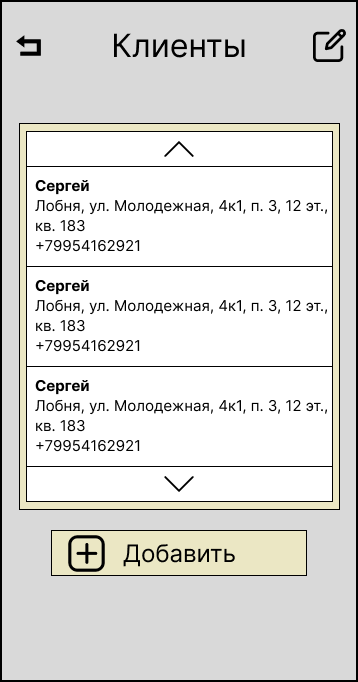 Клиенты
Сергей
Лобня, ул. Молодежная, 4к1, п. 3, 12 эт.,
кв. 183
+79954162921
Сергей
Лобня, ул. Молодежная, 4к1, п. 3, 12 эт.,
кв. 183
+79954162921
Сергей
Лобня, ул. Молодежная, 4к1, п. 3, 12 эт.,
кв. 183
+79954162921
Добавить